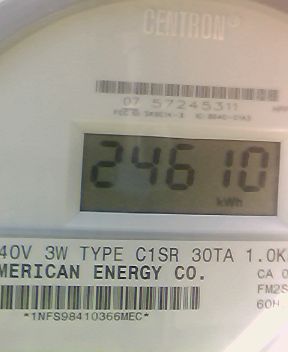 CENTRON®
07 57245311
24610
kWh
40V 3W TYPE C1SR 30TA 1.0K
MERICAN ENERGY CO.
CA 0
FM2S
60H
*1NFS98410366MEC*